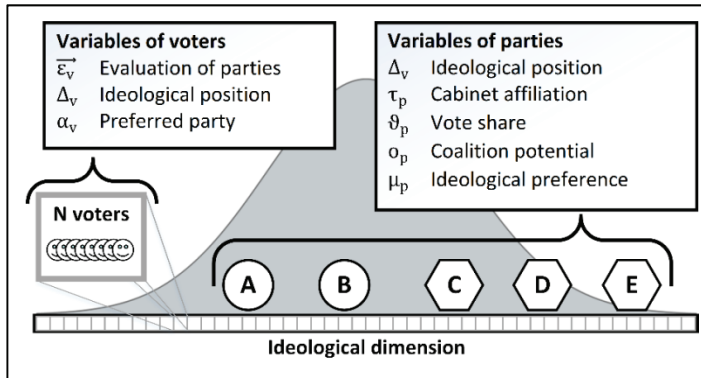 Variables of voters
ε⃗ᵥ Evaluation of parties
Δᵥ Ideological position
αᵥ Preferred party
Variables of parties
Δᵥ Ideological position
τₚ Cabinet affiliation
ϑₚ Vote share
oₚ Coalition potential
μₚ Ideological preference
N voters
A B C D E
Ideological dimension